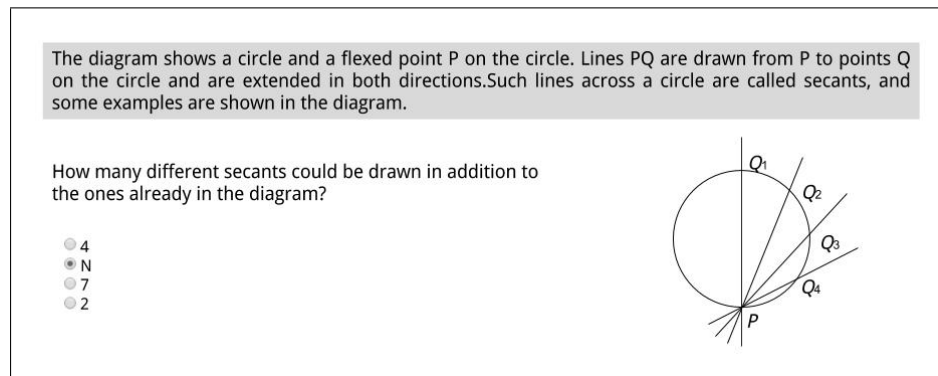 The diagram shows a circle and a flexed point P on the circle. Lines PQ are drawn from P to points Q
on the circle and are extended in both directions.Such lines across a circle are called secants, and
some examples are shown in the diagram.
How many different secants could be drawn in addition to
the ones already in the diagram?
4
N
7
2
Q1
Q2
Q3
Q4
P